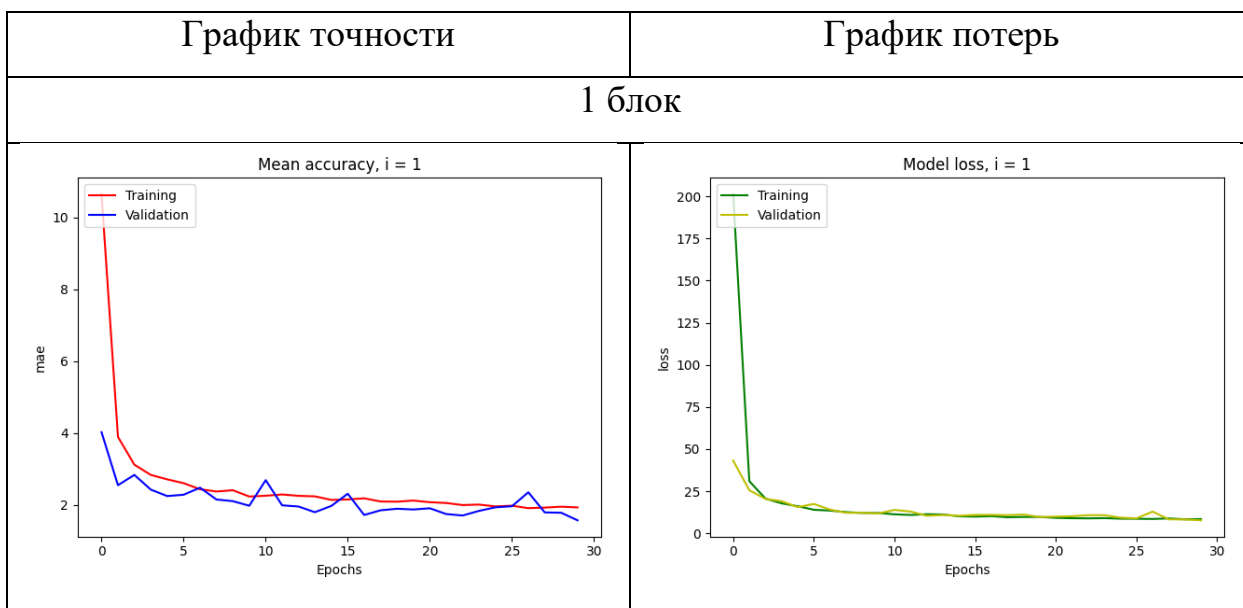 График точности
График потерь
1 блок
Mean accuracy, i = 1
Training
Validation
10
8
6
4
2
mae
0
5
10
15
20
25
30
Epochs
Model loss, i = 1
Training
Validation
200
175
150
125
100
75
50
25
0
loss
0
5
10
15
20
25
30
Epochs